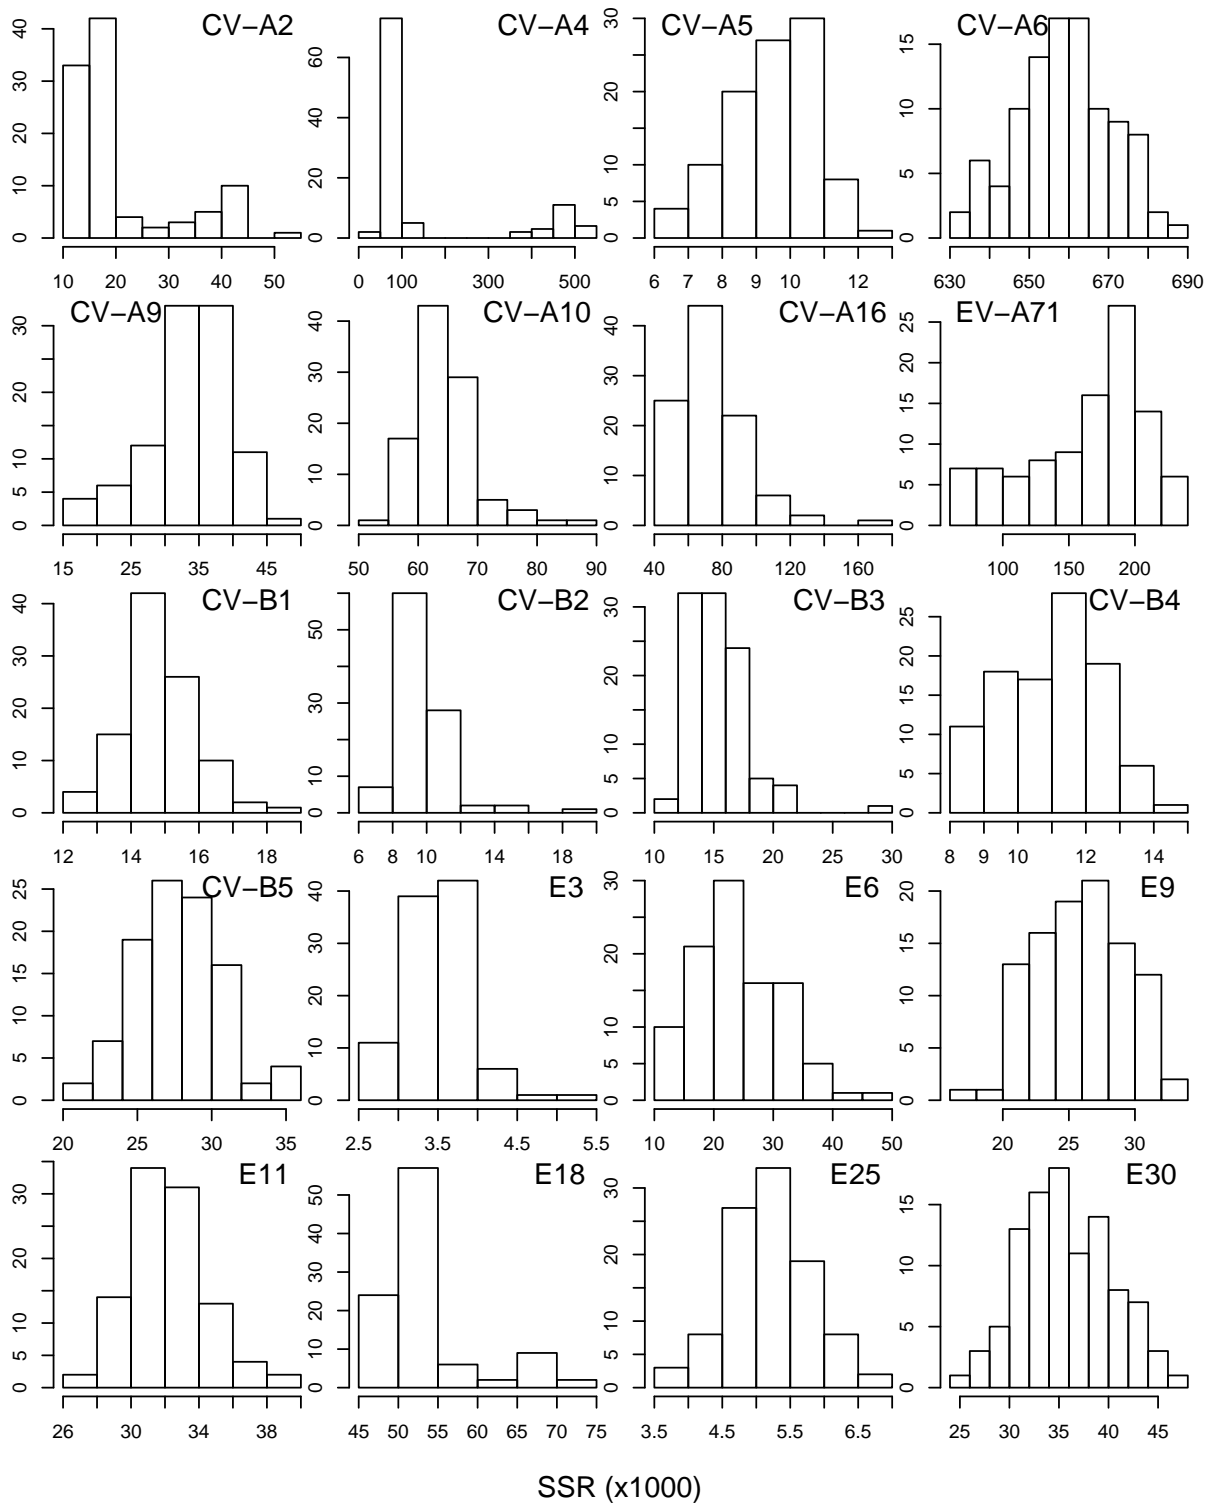 CV−A2
0 10 20 30 40
10 20 30 40 50
CV−A4
0 20 40 60
0 100 300 500
CV−A5
0 5 10 20 30
6 7 8 9 10 12
CV−A6
0 5 10 15
630 650 670 690
CV−A9
0 5 10 20 30
15 25 35 45
CV−A10
0 10 20 30 40
50 60 70 80 90
CV−A16
0 10 20 30 40
40 80 120 160
EV−A71
0 5 10 15 20 25
100 150 200
CV−B1
0 10 20 30 40
12 14 16 18
CV−B2
0 10 30 50
6 8 10 14 18
CV−B3
0 5 10 20 30
10 15 20 25 30
CV−B4
0 5 10 15 20 25
8 9 10 12 14
CV−B5
0 5 10 15 20 25
20 25 30 35
E3
0 10 20 30 40
2.5 3.5 4.5 5.5
E6
0 5 10 20 30
10 20 30 40 50
E9
0 5 10 15 20
20 25 30
E11
0 5 10 20 30
26 30 34 38
E18
0 10 20 30 40 50
45 50 55 60 65 70 75
E25
0 5 10 20 30
3.5 4.5 5.5 6.5
E30
0 5 10 15
25 30 35 40 45
SSR (x1000)